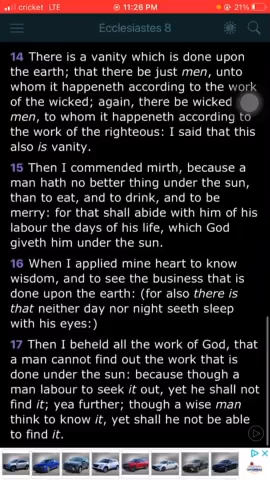 cricket LTE
11:26 PM
21%
Ecclesiastes 8
14 There is a vanity which is done upon
the earth; that there be just men, unto
whom it happeneth according to the work
of the wicked; again, there be wicked
men, to whom it happeneth according to
the work of the righteous: I said that this
also is vanity.
15 Then I commended mirth, because a
man hath no better thing under the sun,
than to eat, and to drink, and to be
merry: for that shall abide with him of his
labour the days of his life, which God
giveth him under the sun.
16 When I applied mine heart to know
wisdom, and to see the business that is
done upon the earth: (for also there is
that neither day nor night seeth sleep
with his eyes:)
17 Then I beheld all the work of God, that
a man cannot find out the work that is
done under the sun: because though a
man labour to seek it out, yet he shall not
find it; yea further; though a wise man
think to know it, yet shall he not be able
to find it.